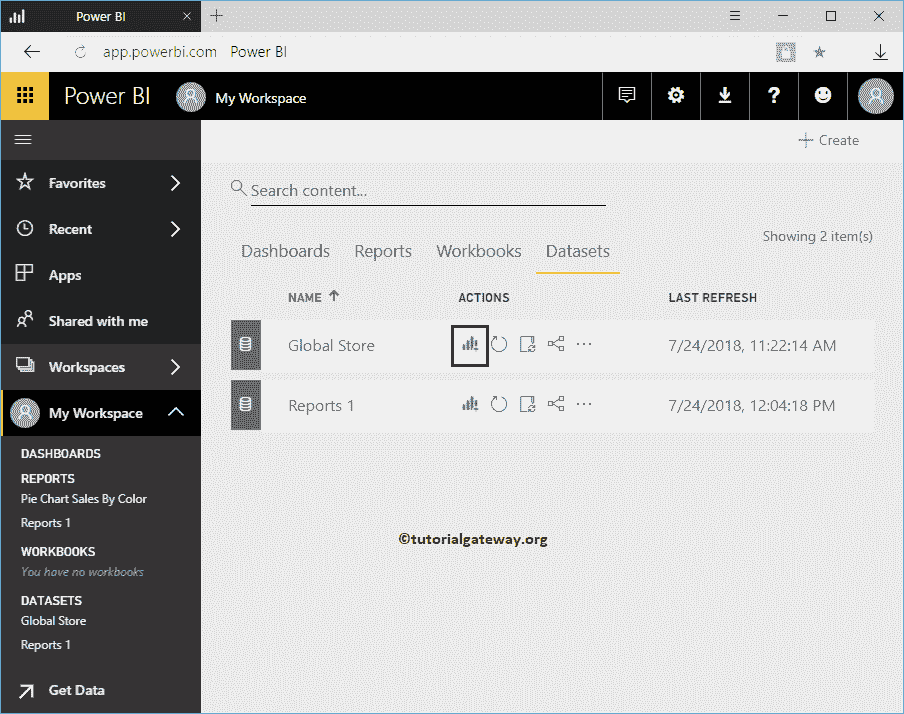 Power BI
app.powerbi.com Power BI
Power BI My Workspace ?
Create
Search content...
Showing 2 item(s)
Dashboards Reports Workbooks Datasets
NAME ACTIONS LAST REFRESH
Global Store 7/24/2018, 11:22:14 AM
Reports 1 7/24/2018, 12:04:18 PM
©tutorialgateway.org
Favorites
Recent
Apps
Shared with me
Workspaces
My Workspace
DASHBOARDS
REPORTS
Pie Chart Sales By Color
Reports 1
WORKBOOKS
You have no workbooks
DATASETS
Global Store
Reports 1
Get Data